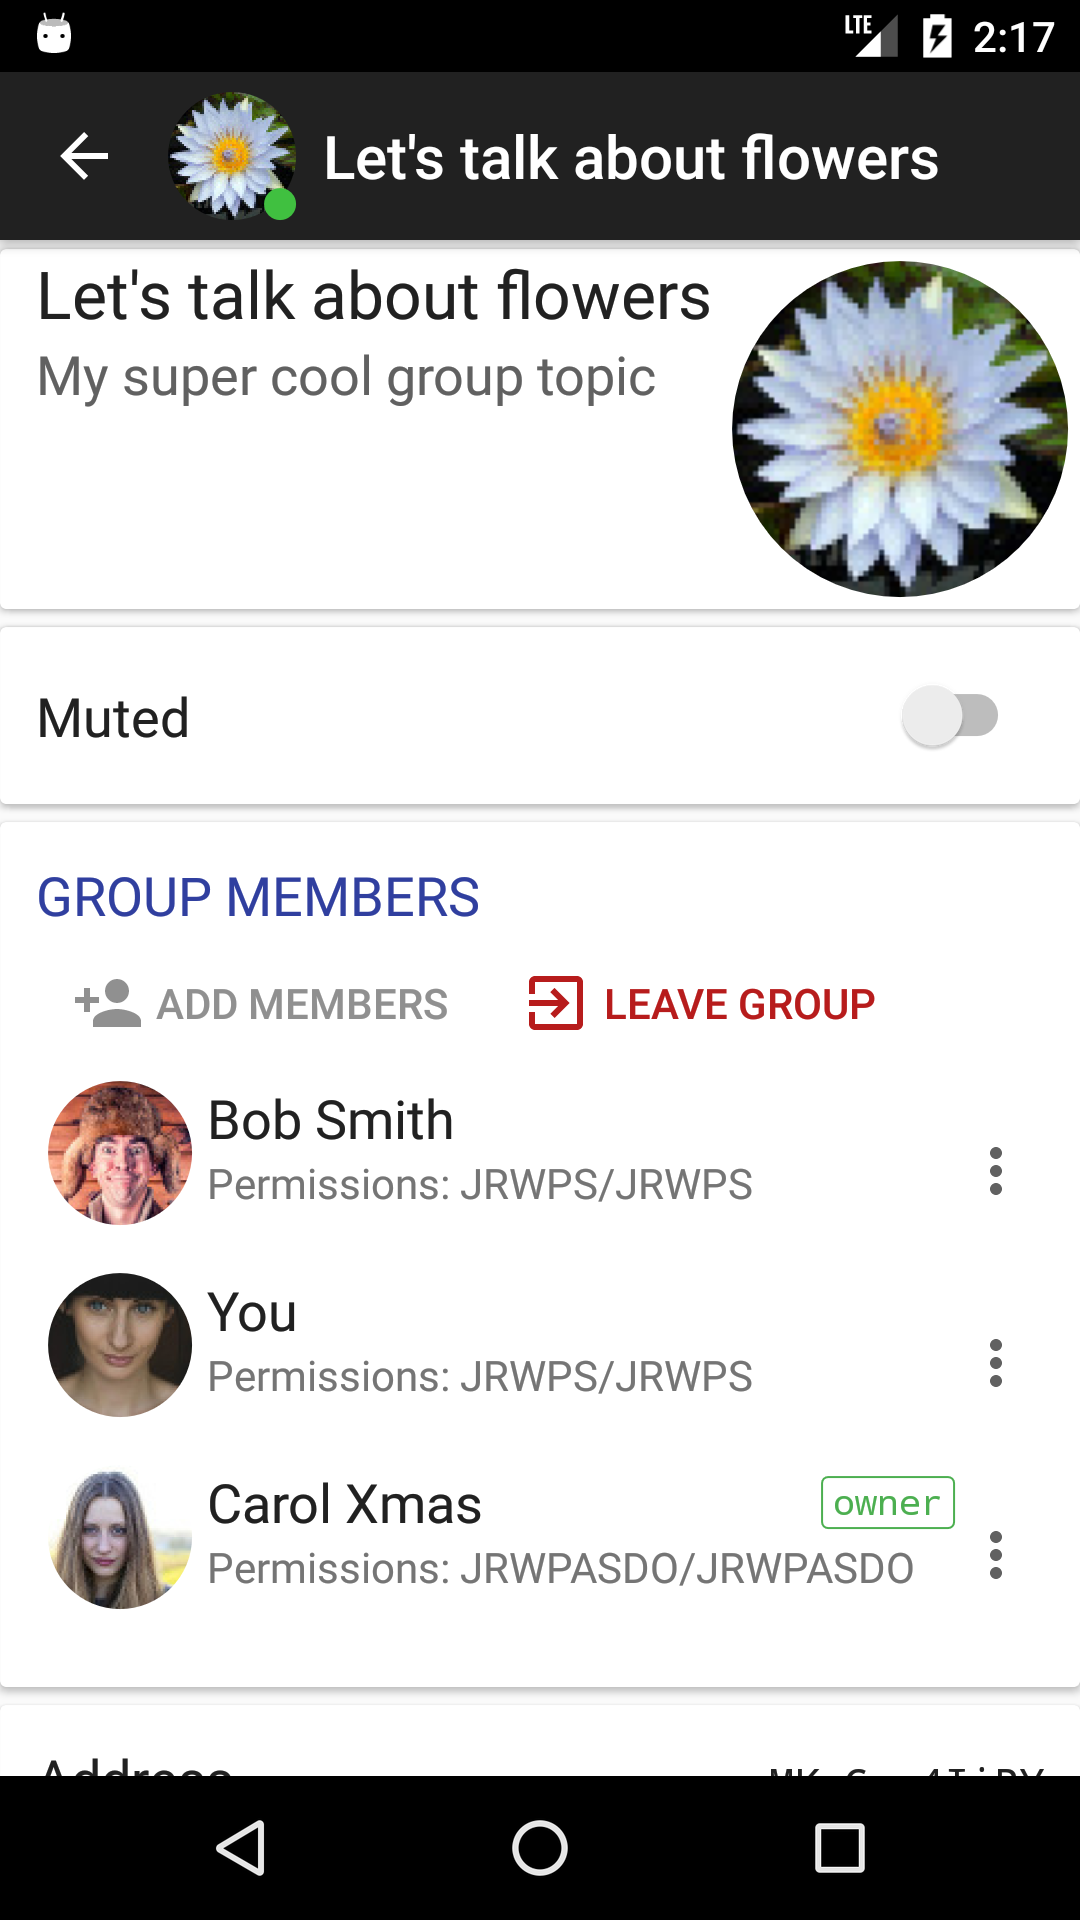 LTE 2:17
Let's talk about flowers
Let's talk about flowers
My super cool group topic
Muted
GROUP MEMBERS
ADD MEMBERS LEAVE GROUP
Bob Smith
Permissions: JRWPS/JRWPS
You
Permissions: JRWPS/JRWPS
Carol Xmas owner
Permissions: JRWPASDO/JRWPASDO
Address